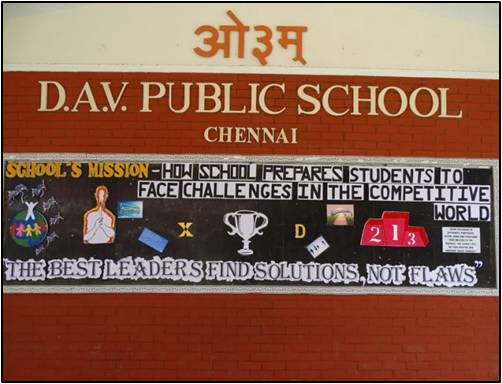 ओ३म्
D.A.V. PUBLIC SCHOOL
CHENNAI
SCHOOL'S MISSION - HOW SCHOOL PREPARES STUDENTS TO
FACE CHALLENGES IN THE COMPETITIVE
WORLD
X D
2 1 3
THE BEST LEADERS FIND SOLUTIONS, NOT FLAWS"